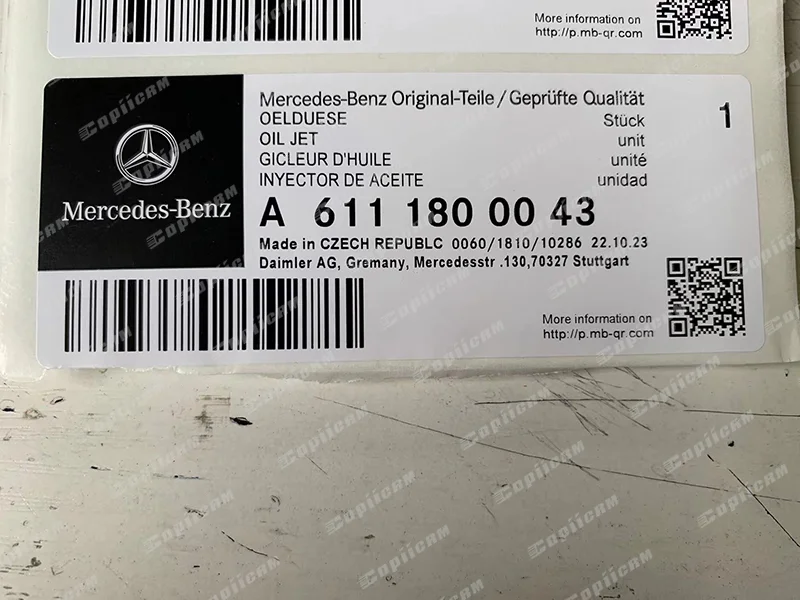 More information on
http://p.mb-qr.com
Mercedes-Benz Original-Teile / Geprüfte Qualität
OELDUESE Stück 1
OIL JET unit
GICLEUR D'HUILE unité
INYECTOR DE ACEITE unidad
Mercedes-Benz
A 611 180 00 43
Made in CZECH REPUBLC 0060/1810/10286 22.10.23
Daimler AG, Gremany, Mercedesstr .130,70327 Stuttgart
More information on
http://p.mb-qr.com
Copiicam